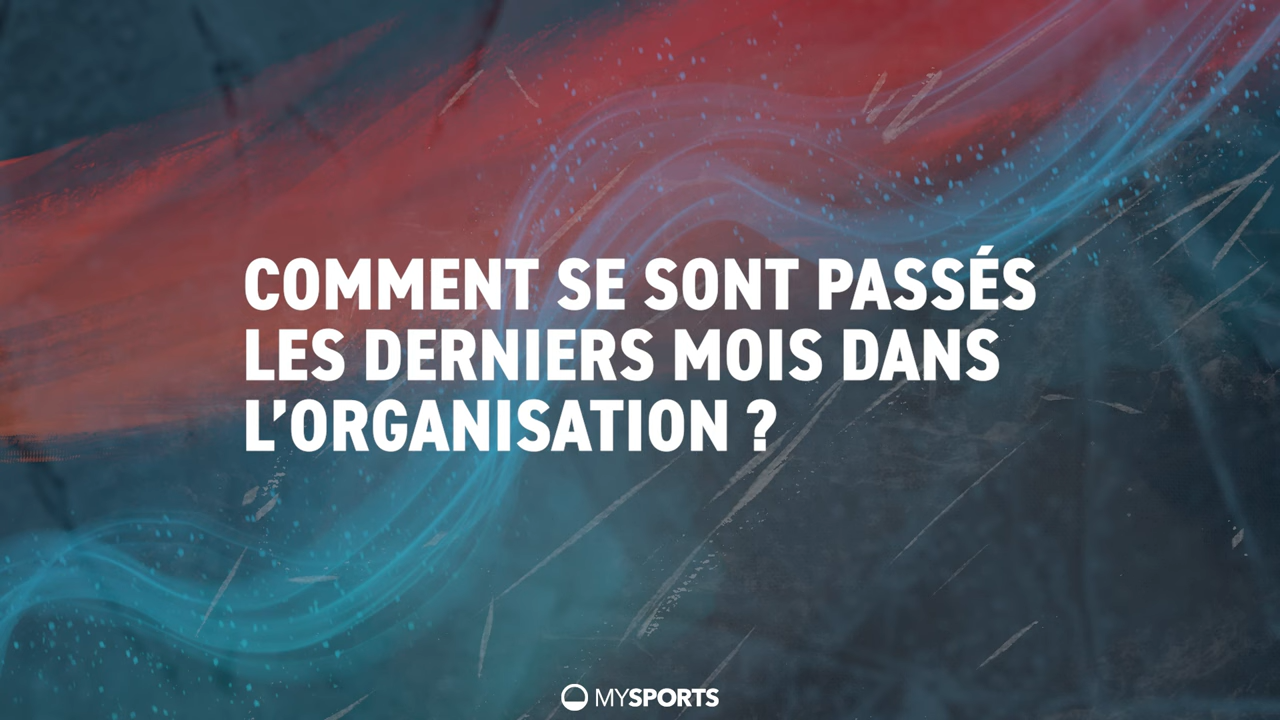 COMMENT SE SONT PASSÉS
LES DERNIERS MOIS DANS
L’ORGANISATION ?
MYSPORTS